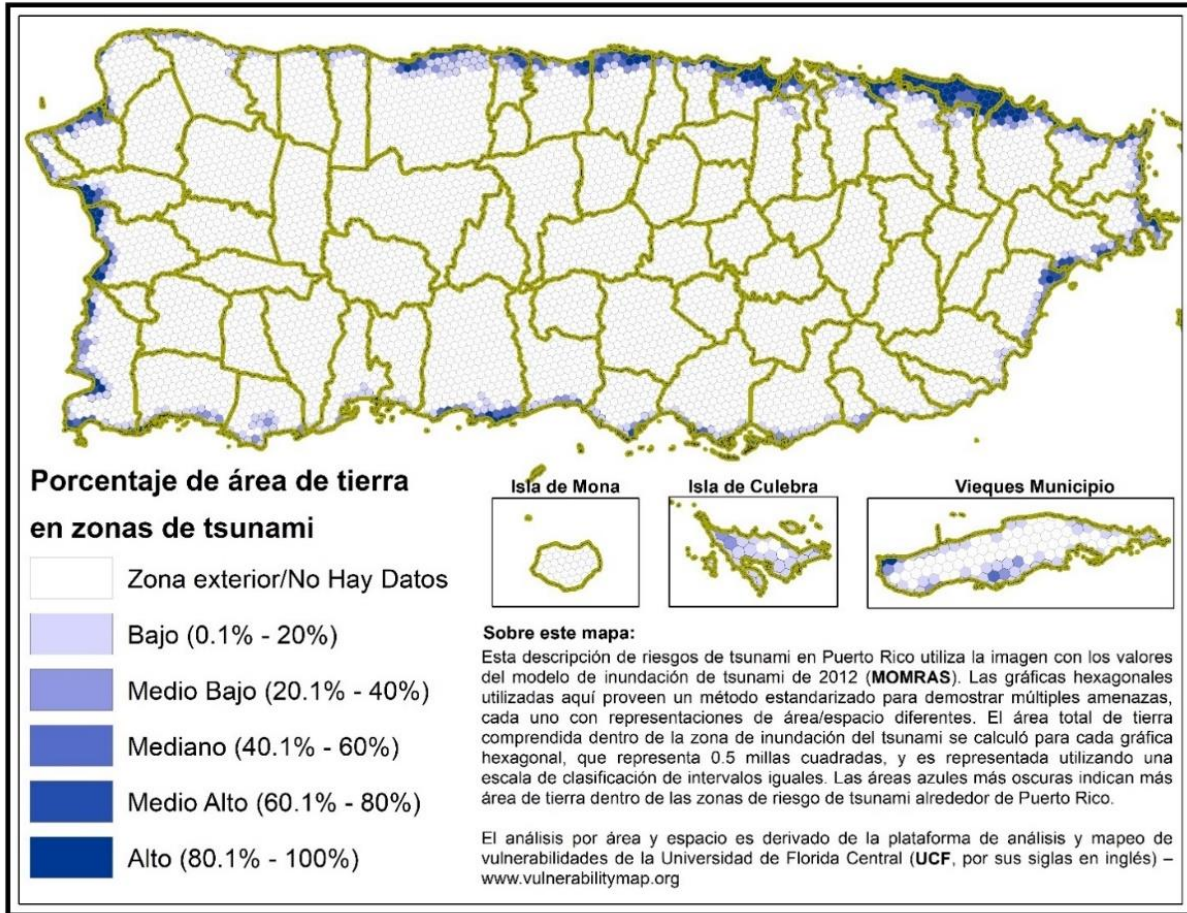 Porcentaje de área de tierra
en zonas de tsunami
Zona exterior/No Hay Datos
Bajo (0.1% - 20%)
Medio Bajo (20.1% - 40%)
Mediano (40.1% - 60%)
Medio Alto (60.1% - 80%)
Alto (80.1% - 100%)
Isla de Mona
Isla de Culebra
Vieques Municipio
Sobre este mapa:
Esta descripción de riesgos de tsunami en Puerto Rico utiliza la imagen con los valores
del modelo de inundación de tsunami de 2012 (MOMRAS). Las gráficas hexagonales
utilizadas aquí proveen un método estandarizado para demostrar múltiples amenazas,
cada uno con representaciones de área/espacio diferentes. El área total de tierra
comprendida dentro de la zona de inundación del tsunami se calculó para cada gráfica
hexagonal, que representa 0.5 millas cuadradas, y es representada utilizando una
escala de clasificación de intervalos iguales. Las áreas azules más oscuras indican más
área de tierra dentro de las zonas de riesgo de tsunami alrededor de Puerto Rico.
El análisis por área y espacio es derivado de la plataforma de análisis y mapeo de
vulnerabilidades de la Universidad de Florida Central (UCF, por sus siglas en inglés) –
www.vulnerabilitymap.org